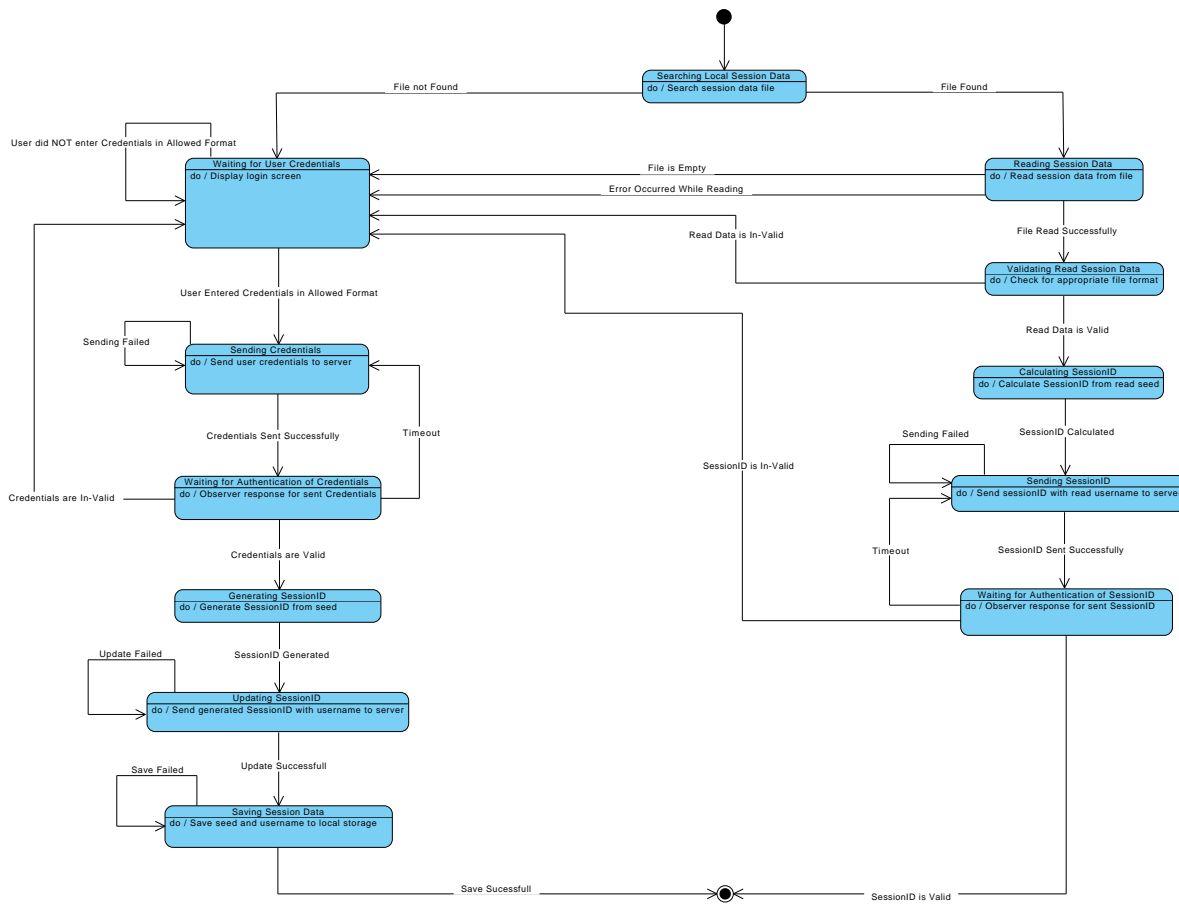 Searching Local Session Data
do / Search session data file
File not Found
File Found
User did NOT enter Credentials in Allowed Format
Waiting for User Credentials
do / Display login screen
File is Empty
Error Occurred While Reading
Reading Session Data
do / Read session data from file
Read Data is In-Valid
File Read Successfully
Validating Read Session Data
do / Check for appropriate file format
User Entered Credentials in Allowed Format
Read Data is Valid
Sending Failed
Sending Credentials
do / Send user credentials to server
Calculating SessionID
do / Calculate SessionID from read seed
Credentials Sent Successfully
Timeout
Sending Failed
SessionID Calculated
SessionID is In-Valid
Credentials are In-Valid
Waiting for Authentication of Credentials
do / Observer response for sent Credentials
Sending SessionID
do / Send sessionID with read username to server
Credentials are Valid
Timeout
SessionID Sent Successfully
Generating SessionID
do / Generate SessionID from seed
Waiting for Authentication of SessionID
do / Observer response for sent SessionID
Update Failed
SessionID Generated
Updating SessionID
do / Send generated SessionID with username to server
Save Failed
Update Successfull
Saving Session Data
do / Save seed and username to local storage
Save Sucessfull
SessionID is Valid